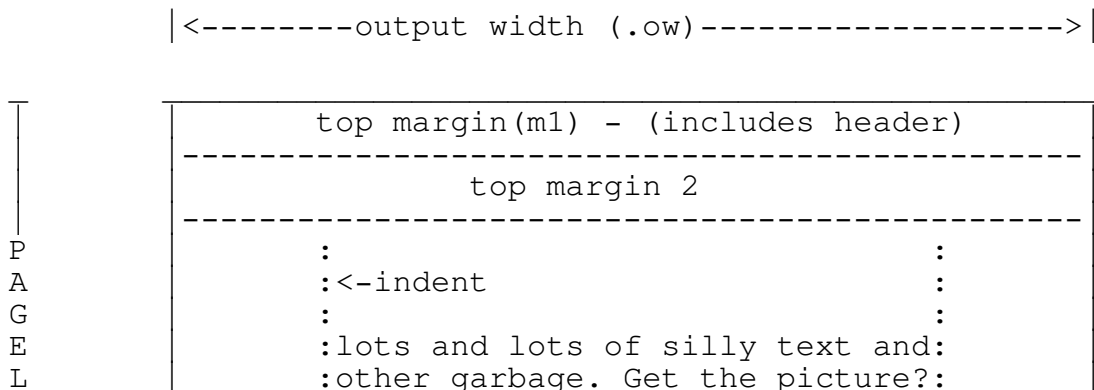 |<--------output width (.ow)------------------->|
top margin(m1) - (includes header)
|-----------------------------------------------|
top margin 2
|-----------------------------------------------|
P : :
A :<-indent :
G : :
E :lots and lots of silly text and:
L :other garbage. Get the picture?: